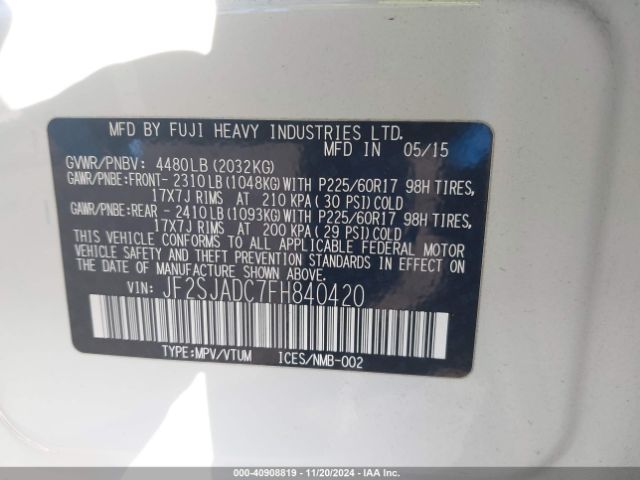 MFD BY FUJI HEAVY INDUSTRIES LTD.
MFD IN 05/15
GVWR/PNBV: 4480LB (2032KG)
GAWR/PNBE:FRONT- 2310LB (1048KG) WITH P225/60R17 98H TIRES,
17X7J RIMS AT 210 KPA ( 30 PSI) COLD
GAWR/PNBE:REAR - 2410LB (1093KG) WITH P225/60R17 98H TIRES,
17X7J RIMS AT 200 KPA ( 29 PSI) COLD
THIS VEHICLE CONFORMS TO ALL APPLICABLE FEDERAL MOTOR
VEHICLE SAFETY AND THEFT PREVENTION STANDARDS IN EFFECT
ON THE DATE OF MANUFACTURE SHOWN ABOVE.
VIN: JF2SJADC7FH840420
TYPE:MPV/VTUM ICES/NMB-002
000-40908819 - 11/20/2024 - IAA Inc.